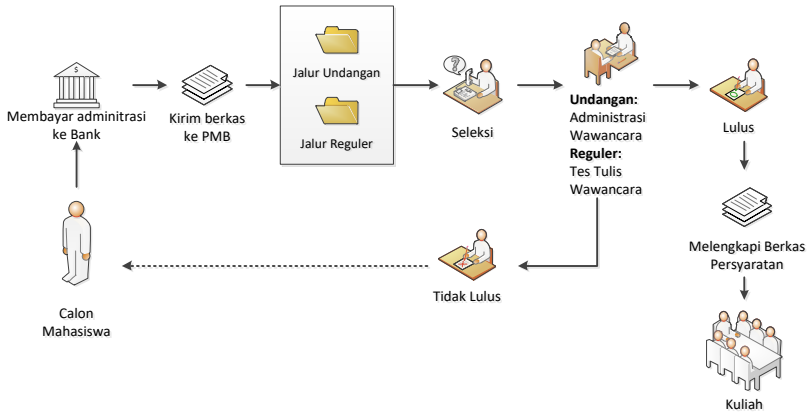 $
Membayar adminitrasi
ke Bank
Kirim berkas
ke PMB
Jalur Undangan
Jalur Reguler
?
Seleksi
Undangan:
Administrasi
Wawancara
Reguler:
Tes Tulis
Wawancara
Lulus
Melengkapi Berkas
Persyaratan
Kuliah
Tidak Lulus
Calon
Mahasiswa